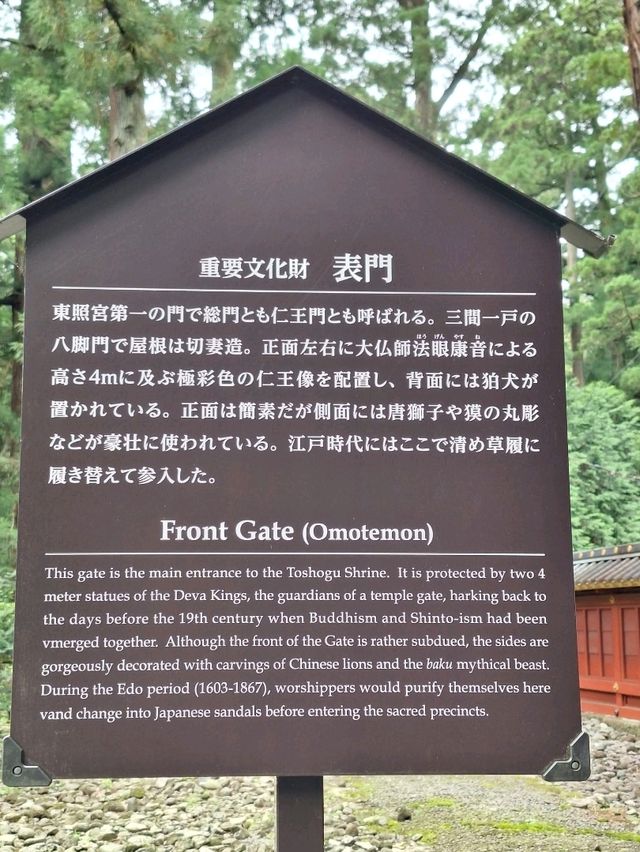 重要文化財　表門
東照宮第一の門で総門とも仁王門とも呼ばれる。三間一戸の
八脚門で屋根は切妻造。正面左右に大仏師法眼康音による
高さ4mに及ぶ極彩色の仁王像を配置し、背面には狛犬が
置かれている。正面は簡素だが側面には唐獅子や獏の丸彫
などが豪壮に使われている。江戸時代にはここで清め草履に
履き替えて参入した。
Front Gate (Omotemon)
This gate is the main entrance to the Toshogu Shrine. It is protected by two 4
meter statues of the Deva Kings, the guardians of a temple gate, harking back to
the days before the 19th century when Buddhism and Shinto-ism had been
vmerged together. Although the front of the Gate is rather subdued, the sides are
gorgeously decorated with carvings of Chinese lions and the baku mythical beast.
During the Edo period (1603-1867), worshippers would purify themselves here
vand change into Japanese sandals before entering the sacred precincts.